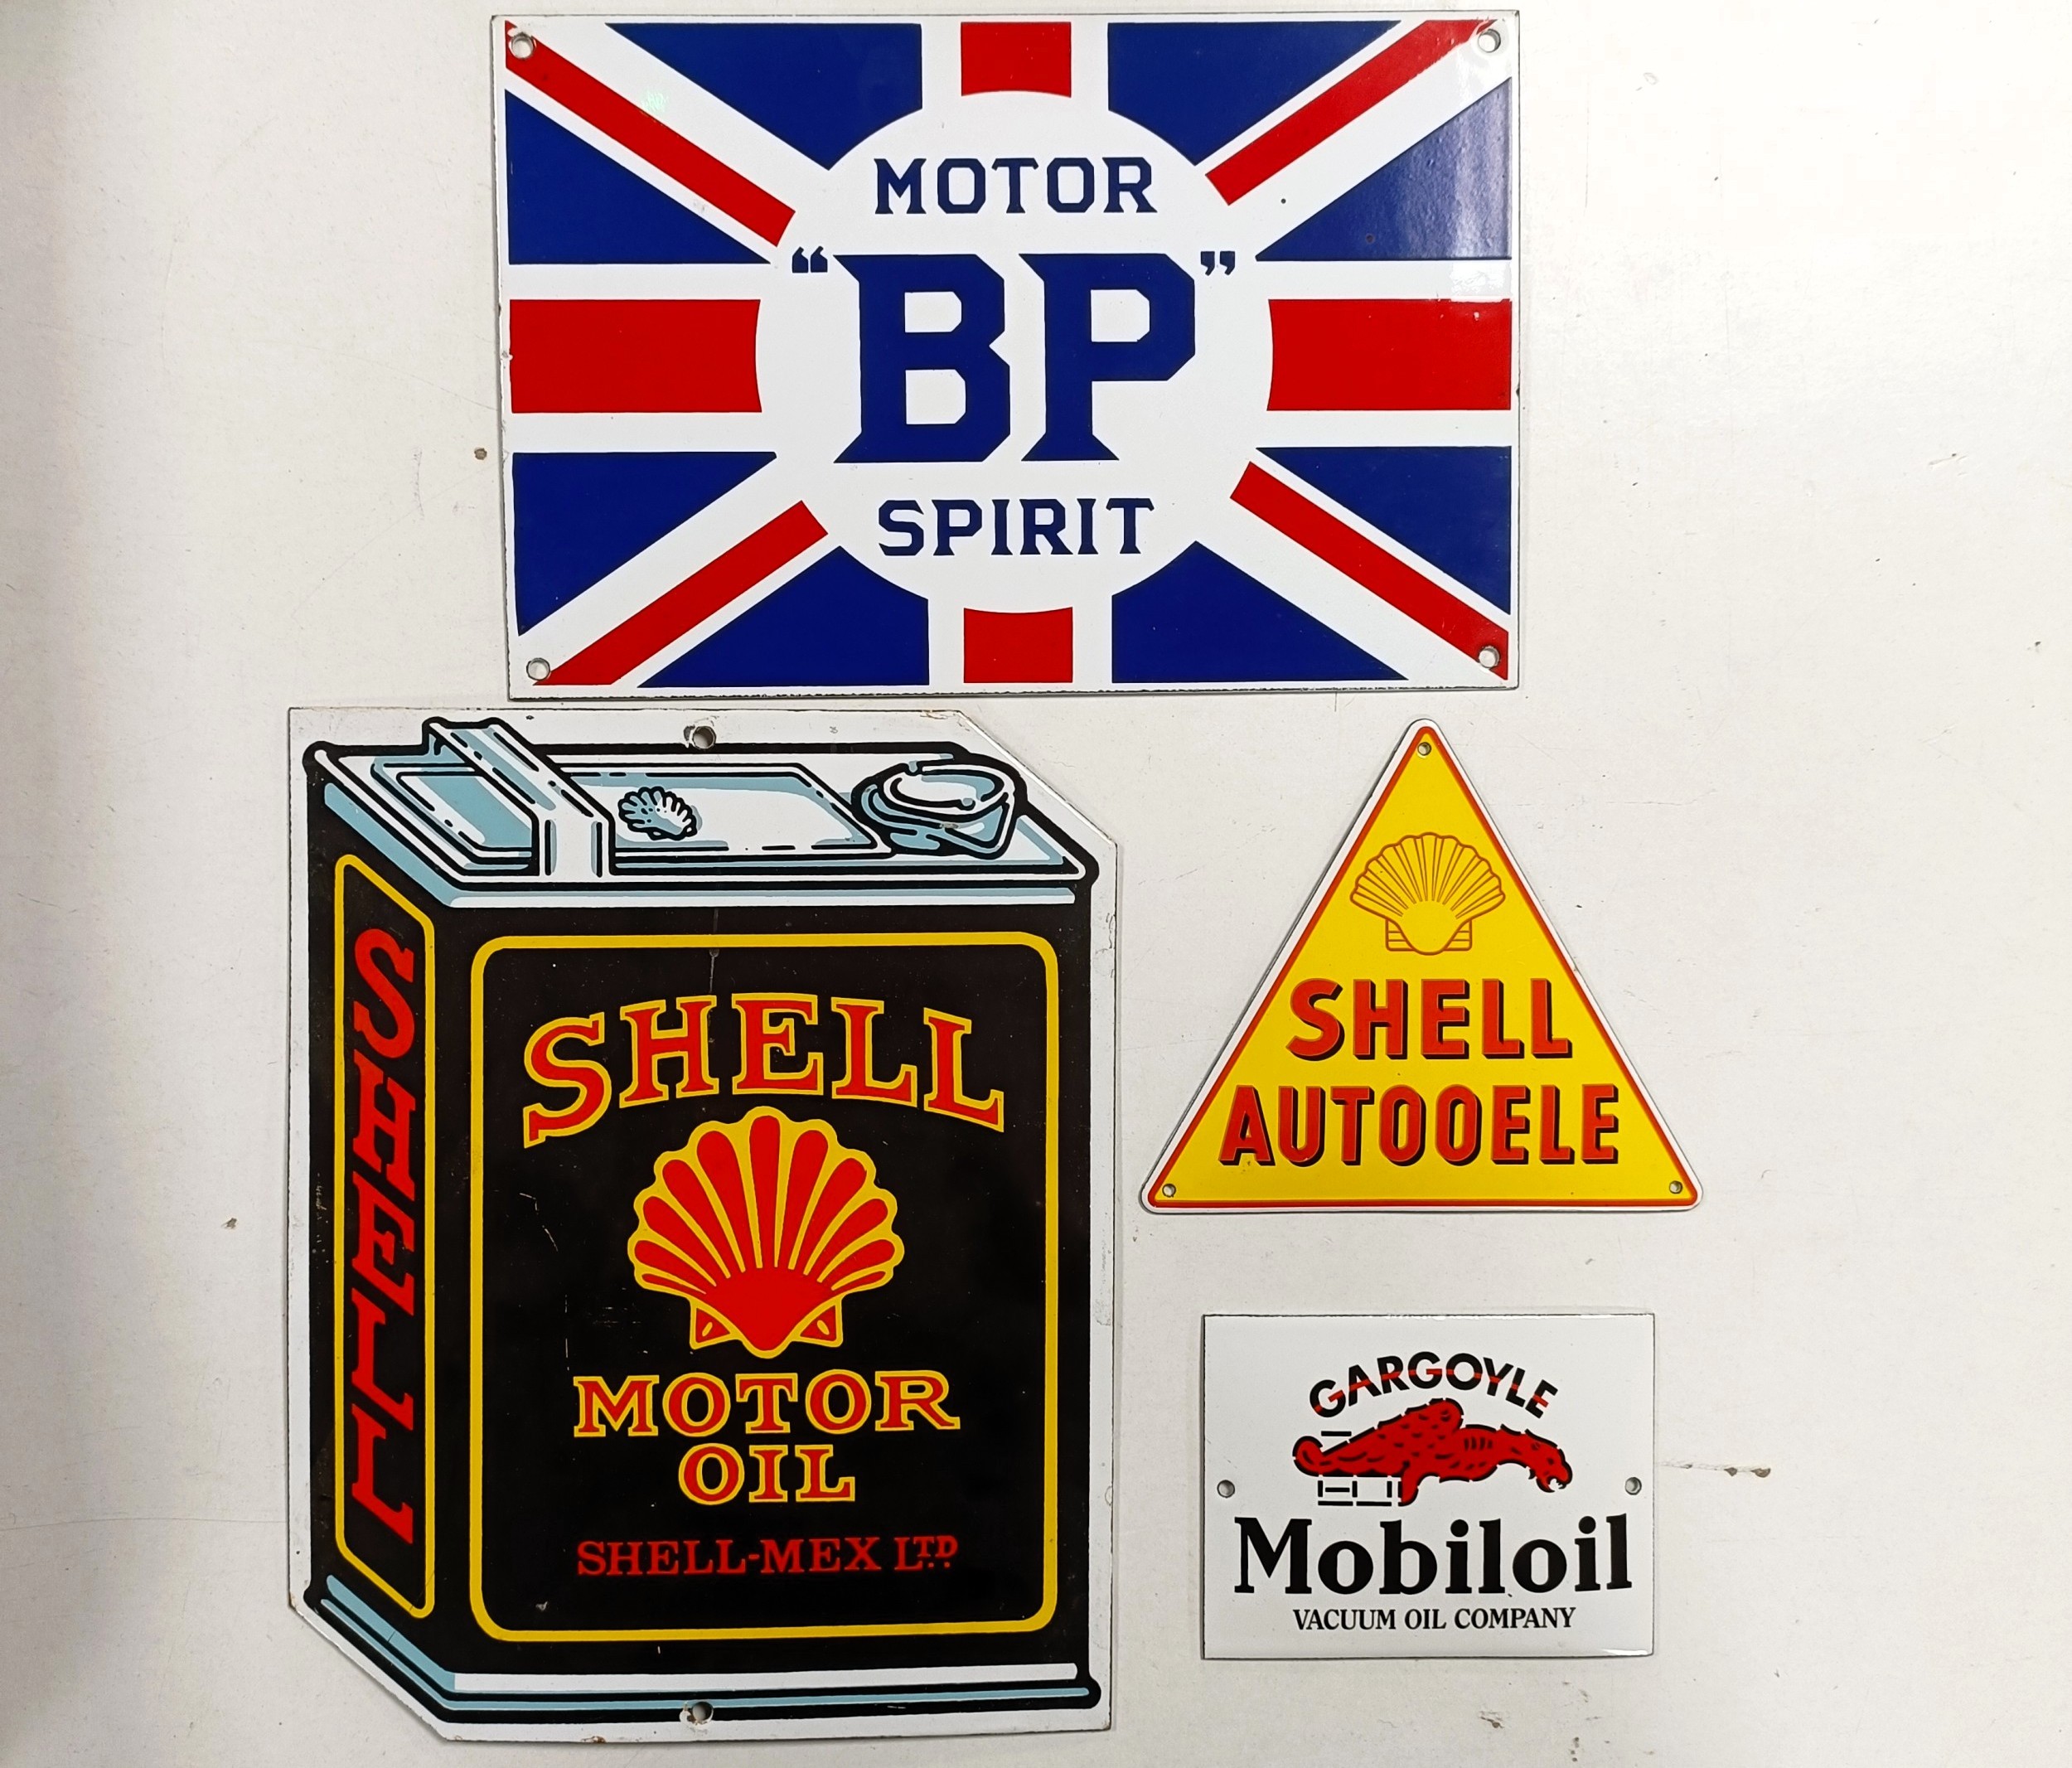 MOTOR
“BP”
SPIRIT
SHELL
SHELL
MOTOR
OIL
SHELL-MEX LTD
SHELL
AUTOOELE
GARGOYLE
Mobiloil
VACUUM OIL COMPANY